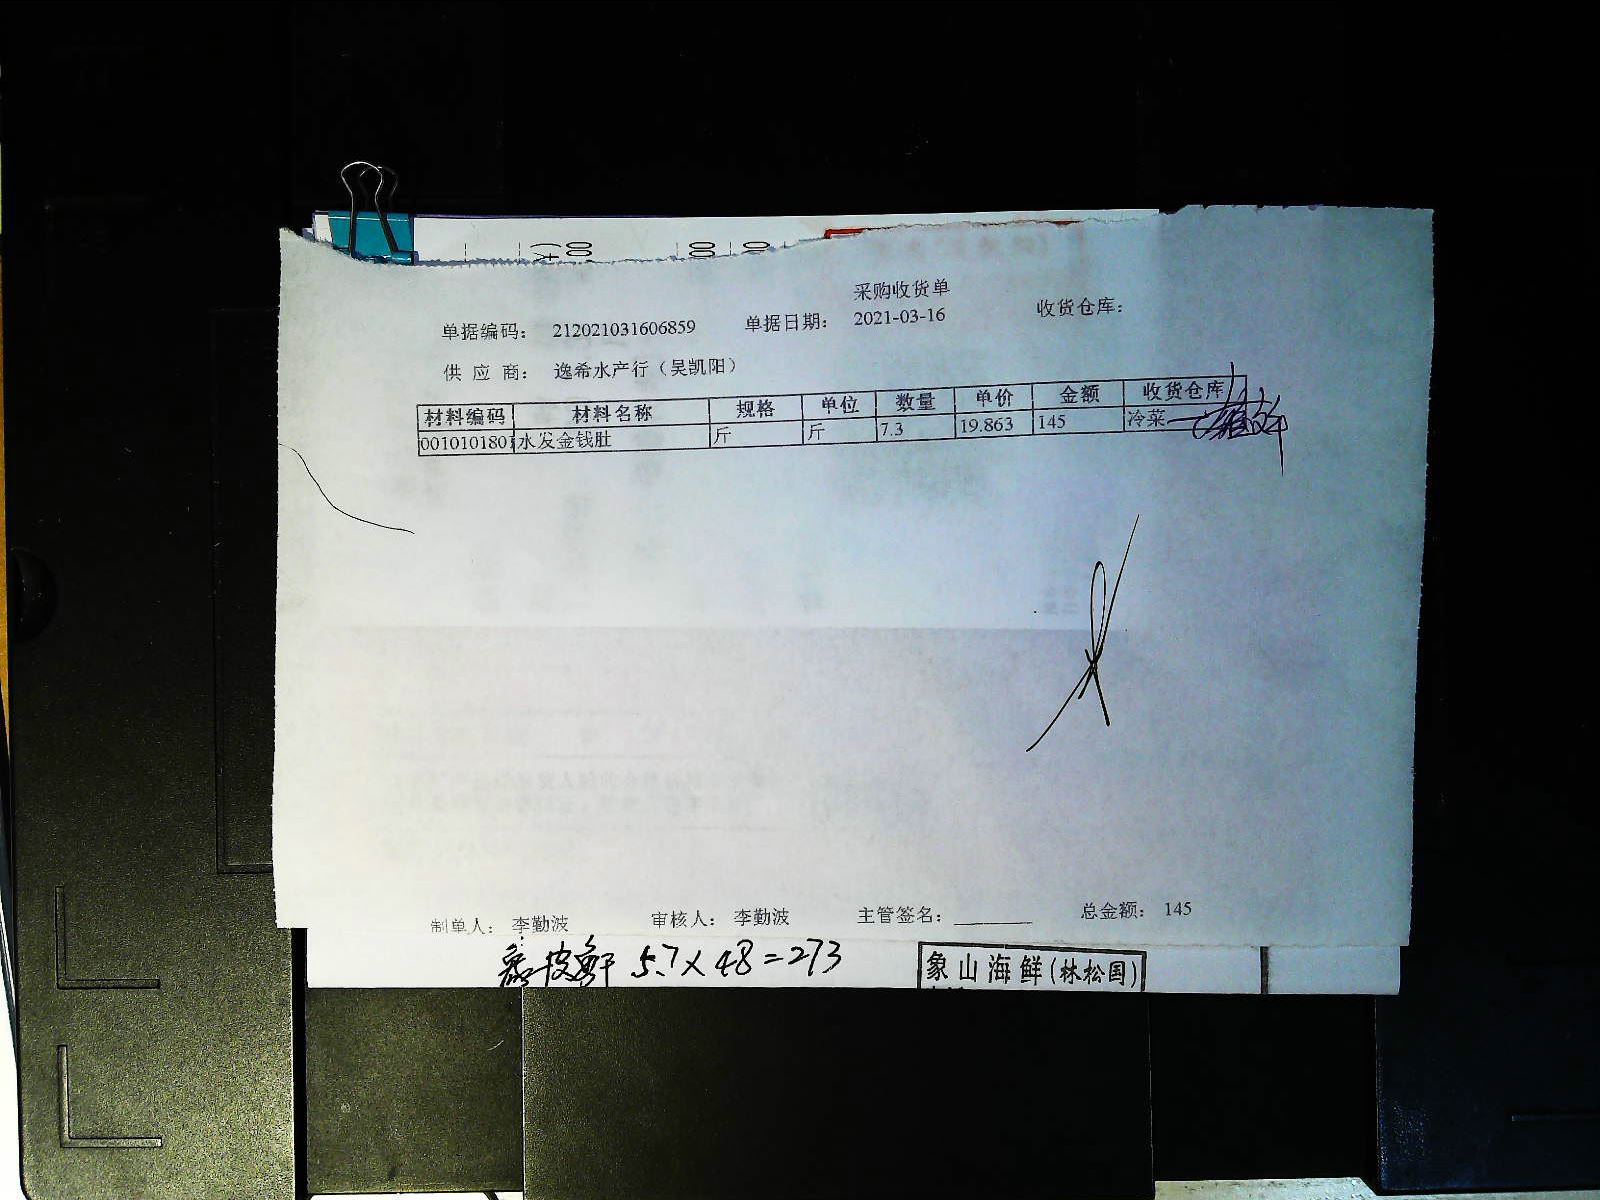 采购收货单
单据编码: 212021031606859 单据日期: 2021-03-16 收货仓库:
供应商: 逸希水产行(吴凯阳)
材料编码 材料名称 规格 单位 数量 单价 金额 收货仓库
001010180 水发金钱肚 斤 斤 7.3 19.863 145 冷菜
制单人: 李勤波 审核人: 李勤波 主管签名: 总金额: 145
5.7×48=273
象山海鲜(林松国)